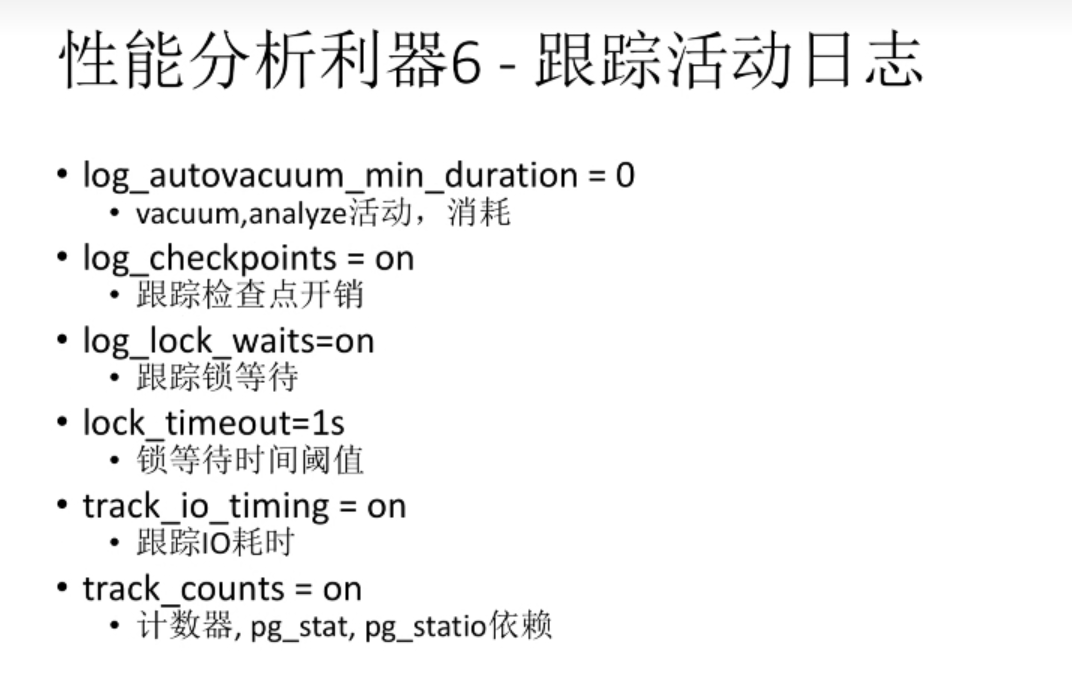 性能分析利器6 - 跟踪活动日志
• log_autovacuum_min_duration = 0
• vacuum,analyze活动，消耗
• log_checkpoints = on
• 跟踪检查点开销
• log_lock_waits=on
• 跟踪锁等待
• lock_timeout=1s
• 锁等待时间阈值
• track_io_timing = on
• 跟踪IO耗时
• track_counts = on
• 计数器, pg_stat, pg_statio依赖